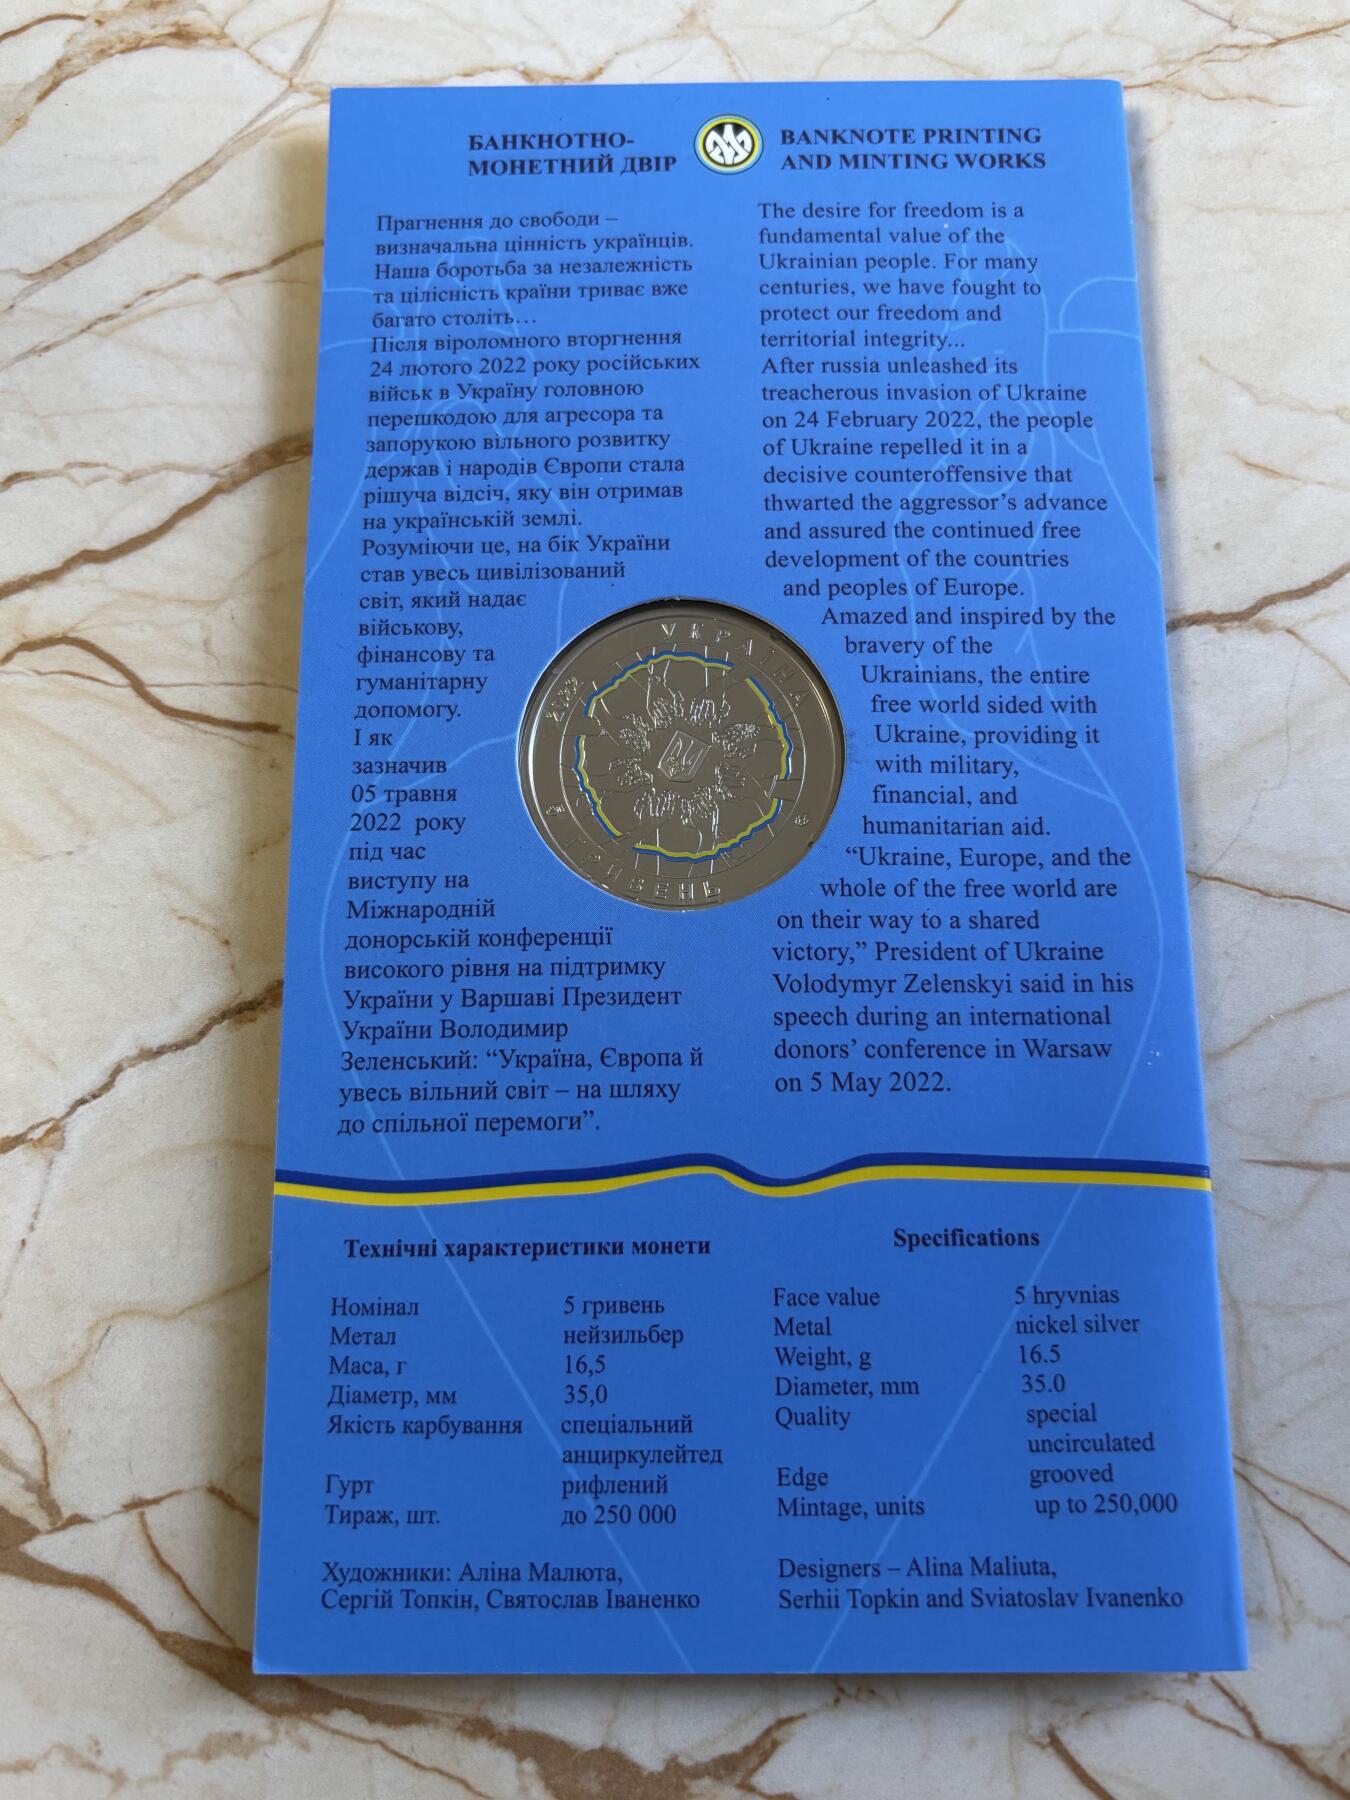 БАНКНОТНО-
МОНЕТНИЙ ДВІР
BANKNOTE PRINTING
AND MINTING WORKS
Прагнення до свободи –
визначальна цінність українців.
Наша боротьба за незалежність
та цілісність країни триває вже
багато століть…
Після віроломного вторгнення
24 лютого 2022 року російських
військ в Україну головною
перешкодою для агресора та
запорукою вільного розвитку
держав і народів Європи стала
рішуча відсіч, яку він отримав
на українській землі.
Розуміючи це, на бік України
став увесь цивілізований
світ, який надає
військову,
фінансову та
гуманітарну
допомогу.
І як
зазначив
05 травня
2022 року
під час
виступу на
Міжнародній
донорській конференції
високого рівня на підтримку
України у Варшаві Президент
України Володимир
Зеленський: “Україна, Європа й
увесь вільний світ – на шляху
до спільної перемоги”.
The desire for freedom is a
fundamental value of the
Ukrainian people. For many
centuries, we have fought to
protect our freedom and
territorial integrity...
After russia unleashed its
treacherous invasion of Ukraine
on 24 February 2022, the people
of Ukraine repelled it in a
decisive counteroffensive that
thwarted the aggressor’s advance
and assured the continued free
development of the countries
and peoples of Europe.
Amazed and inspired by the
bravery of the
Ukrainians, the entire
free world sided with
Ukraine, providing it
with military,
financial, and
humanitarian aid.
“Ukraine, Europe, and the
whole of the free world are
on their way to a shared
victory,” President of Ukraine
Volodymyr Zelenskyi said in his
speech during an international
donors’ conference in Warsaw
on 5 May 2022.
УКРАЇНА
2022
5 ГРИВЕНЬ
Технічні характеристики монети
Номінал 5 гривень
Метал нейзильбер
Маса, г 16,5
Діаметр, мм 35,0
Якість карбування спеціальний
анциркулейтед
Гурт рифлений
Тираж, шт. до 250 000
Художники: Аліна Малюта,
Сергій Топкін, Святослав Іваненко
Specifications
Face value 5 hryvnias
Metal nickel silver
Weight, g 16.5
Diameter, mm 35.0
Quality special
uncirculated
Edge grooved
Mintage, units up to 250,000
Designers – Alina Maliuta,
Serhii Topkin and Sviatoslav Ivanenko